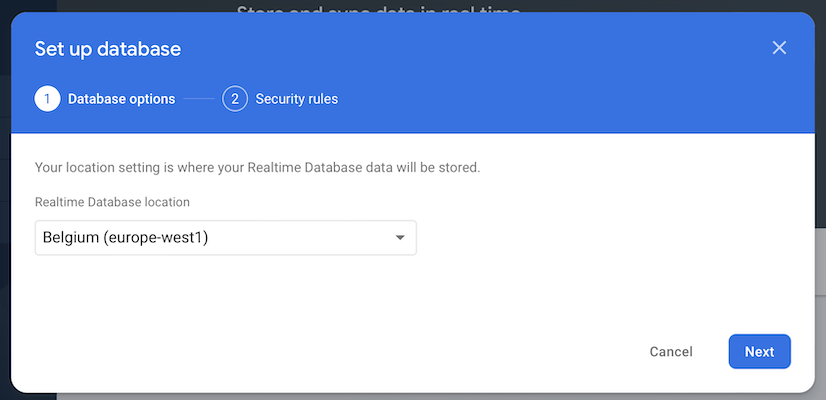 Store and sync data in real time
Set up database
1 Database options 2 Security rules
Your location setting is where your Realtime Database data will be stored.
Realtime Database location
Belgium (europe-west1)
Cancel Next